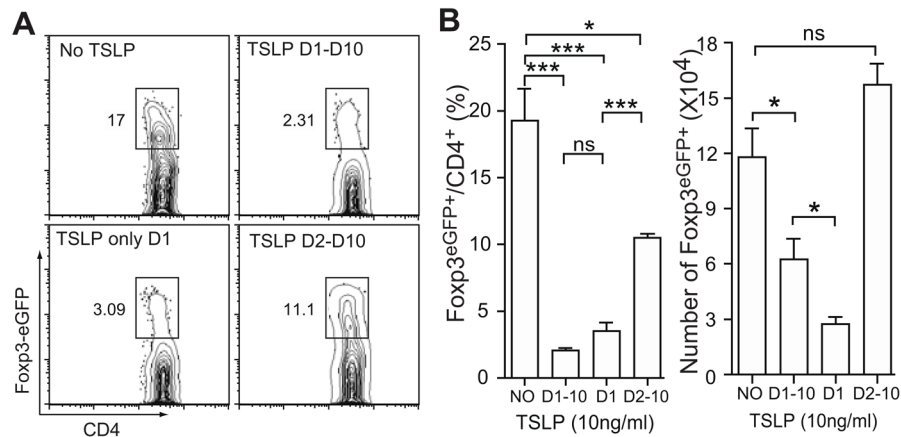 A
No TSLP
17
TSLP D1-D10
2.31
TSLP only D1
3.09
TSLP D2-D10
11.1
Foxp3-eGFP
CD4
B
Foxp3eGFP+/CD4+ (%)
25
20
15
10
5
0
*
***
***
***
ns
NO D1-10 D1 D2-10
TSLP (10ng/ml)
Number of Foxp3eGFP+ (X104)
18
15
12
9
6
3
0
ns
*
*
NO D1-10 D1 D2-10
TSLP (10ng/ml)